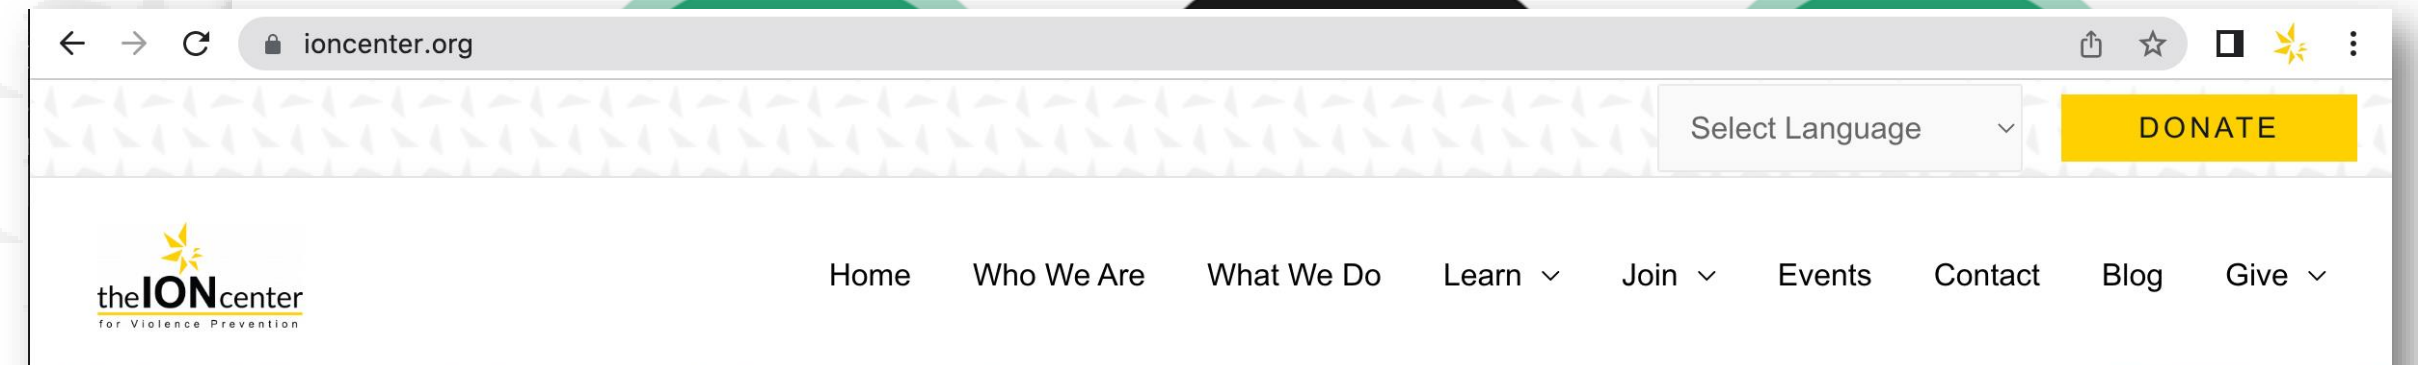 ioncenter.org
Select Language
DONATE
theIONcenter
for Violence Prevention
Home Who We Are What We Do Learn Join Events Contact Blog Give